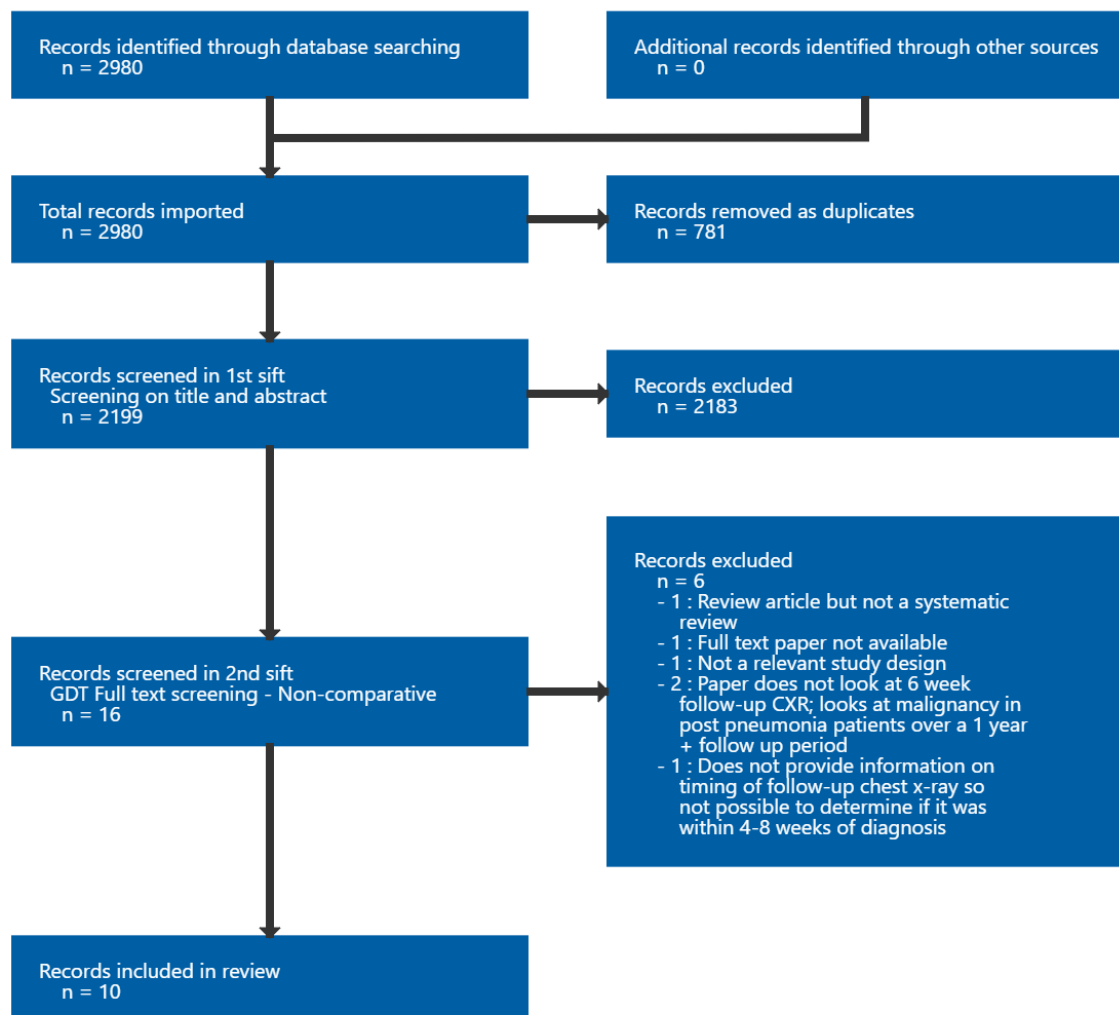 Records identified through database searching
n = 2980
Additional records identified through other sources
n = 0
Total records imported
n = 2980
Records removed as duplicates
n = 781
Records screened in 1st sift
Screening on title and abstract
n = 2199
Records excluded
n = 2183
Records screened in 2nd sift
GDT Full text screening - Non-comparative
n = 16
Records excluded
n = 6
- 1 : Review article but not a systematic
review
- 1 : Full text paper not available
- 1 : Not a relevant study design
- 2 : Paper does not look at 6 week
follow-up CXR; looks at malignancy in
post pneumonia patients over a 1 year
+ follow up period
- 1 : Does not provide information on
timing of follow-up chest x-ray so
not possible to determine if it was
within 4-8 weeks of diagnosis
Records included in review
n = 10